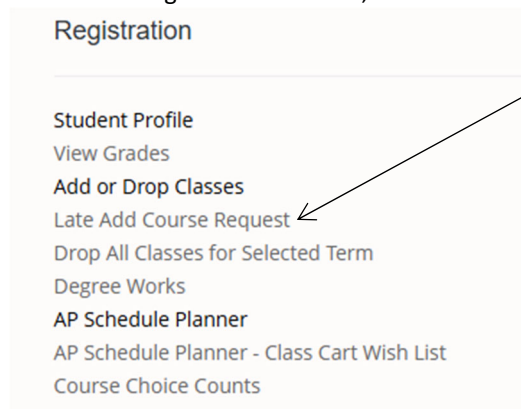 Registration
Student Profile
View Grades
Add or Drop Classes
Late Add Course Request
Drop All Classes for Selected Term
Degree Works
AP Schedule Planner
AP Schedule Planner - Class Cart Wish List
Course Choice Counts